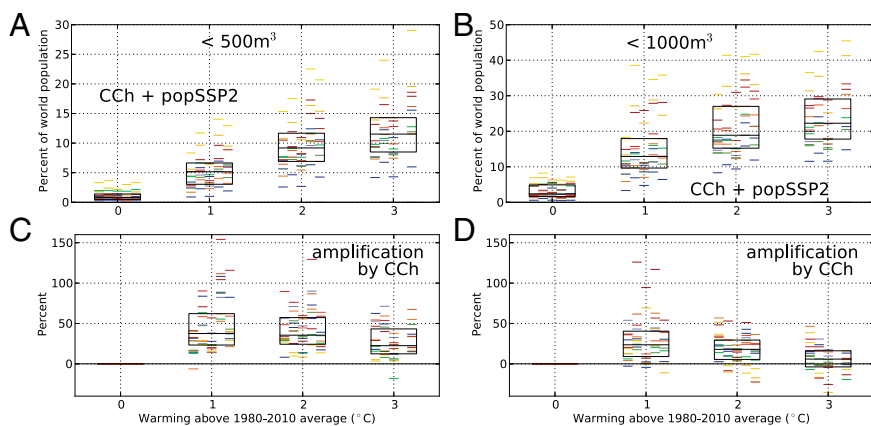 A
Percent of world population
30
25
20
15
10
5
0
< 500m³
CCh + popSSP2
0 1 2 3
B
Percent of world population
50
40
30
20
10
0
< 1000m³
CCh + popSSP2
0 1 2 3
C
Percent
150
100
50
0
amplification
by CCh
0 1 2 3
Warming above 1980–2010 average (°C)
D
Percent
150
100
50
0
amplification
by CCh
0 1 2 3
Warming above 1980–2010 average (°C)